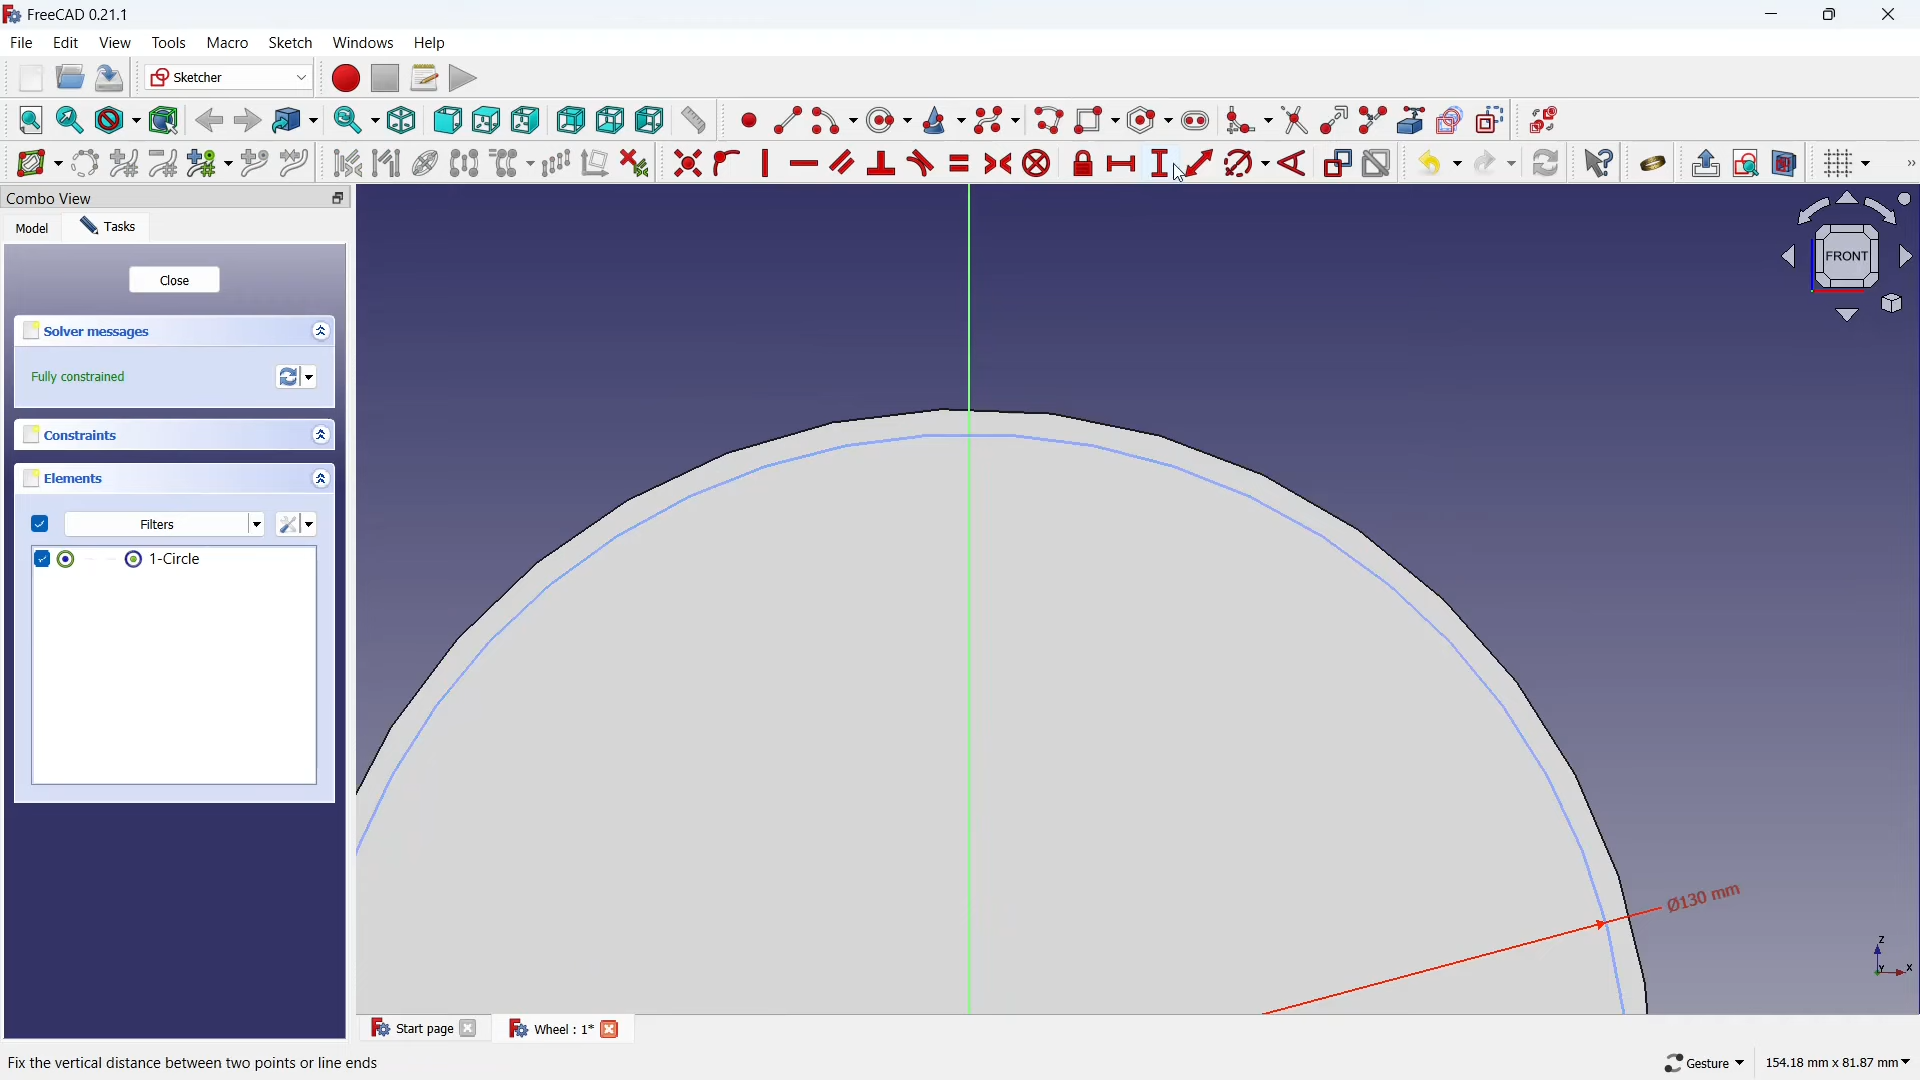 FreeCAD 0.21.1
File Edit View Tools Macro Sketch Windows Help
Sketcher
Combo View
Model Tasks
Close
Solver messages
Fully constrained
Constraints
Elements
Filters
1-Circle
FRONT
Ø130 mm
Z
Y X
Start page Wheel : 1*
Fix the vertical distance between two points or line ends
Gesture 154.18 mm x 81.87 mm